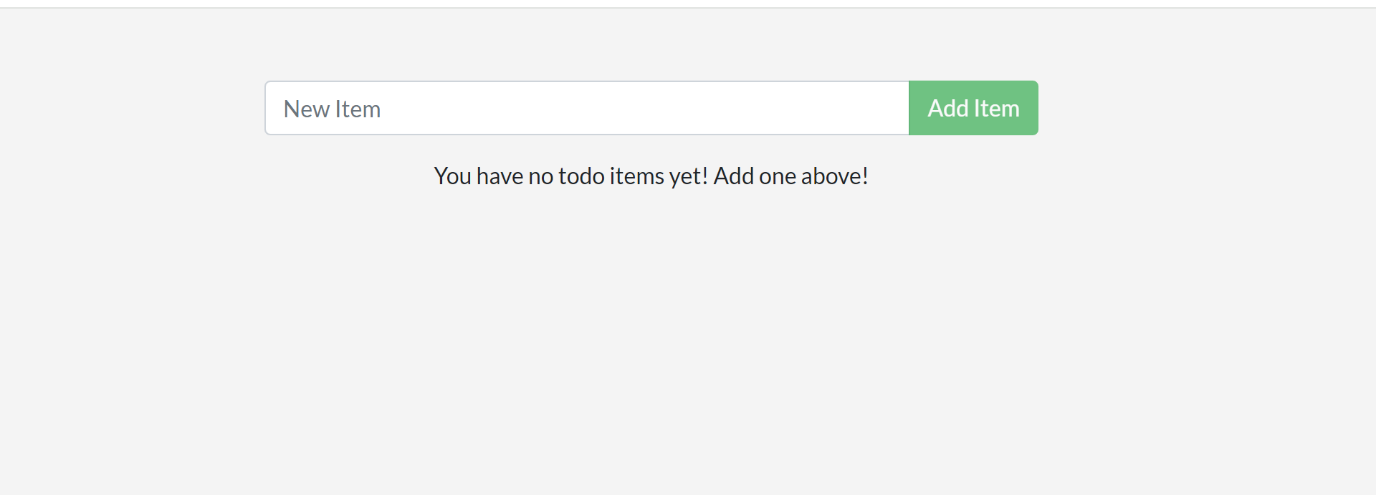 New Item
Add Item
You have no todo items yet! Add one above!